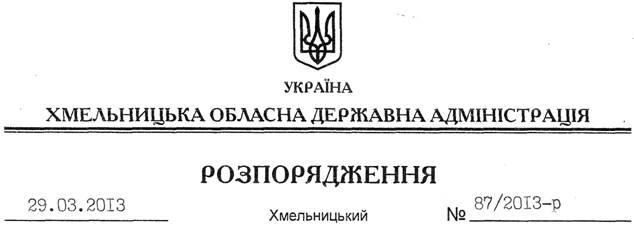 УКРАЇНА
ХМЕЛЬНИЦЬКА ОБЛАСНА ДЕРЖАВНА АДМІНІСТРАЦІЯ
РОЗПОРЯДЖЕННЯ
29.03.2013 Хмельницький № 87/2013-р